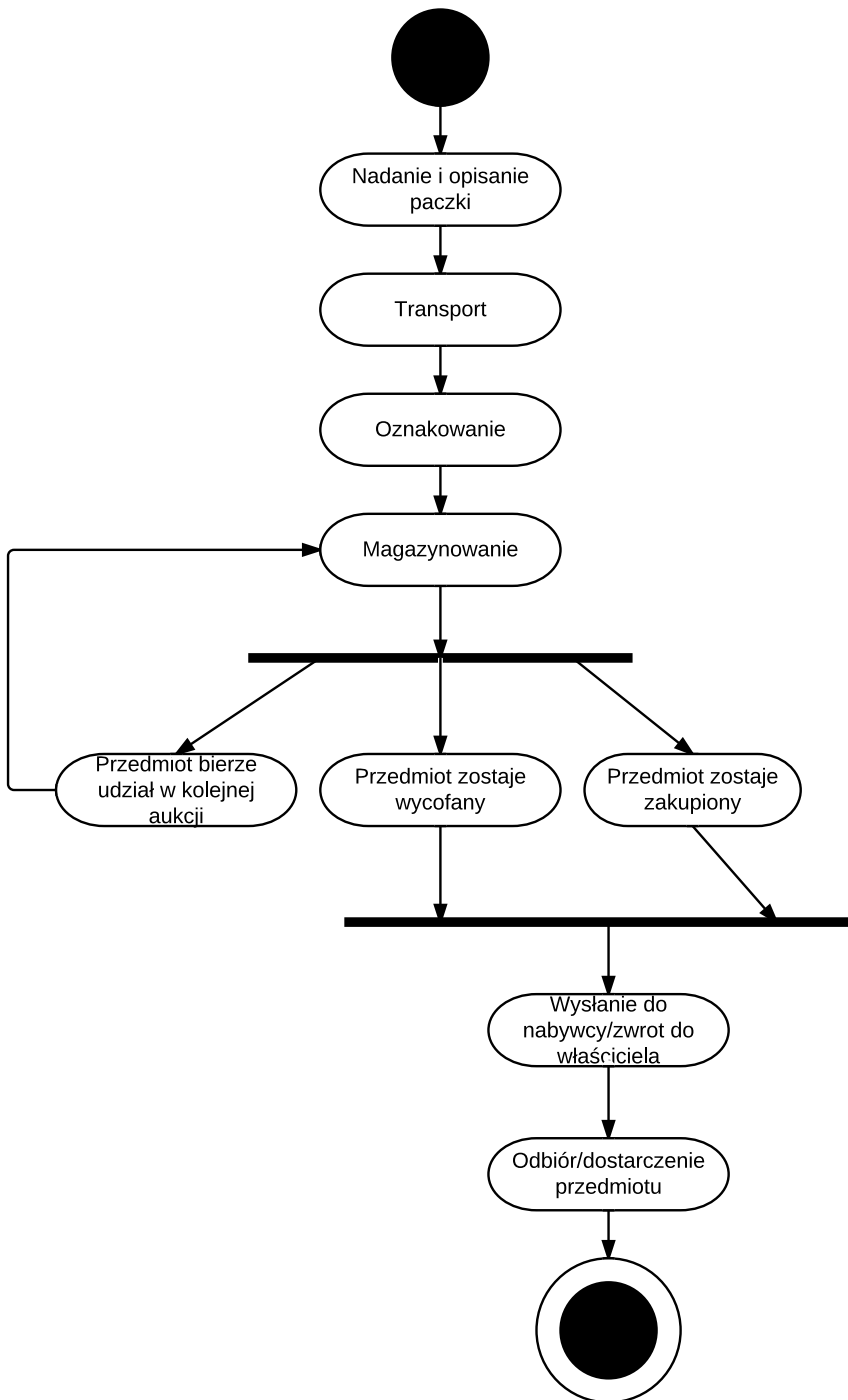 Nadanie i opisanie
paczki
Transport
Oznakowanie
Magazynowanie
Przedmiot bierze
udział w kolejnej
aukcji
Przedmiot zostaje
wycofany
Przedmiot zostaje
zakupiony
Wysłanie do
nabywcy/zwrot do
właściciela
Odbiór/dostarczenie
przedmiotu